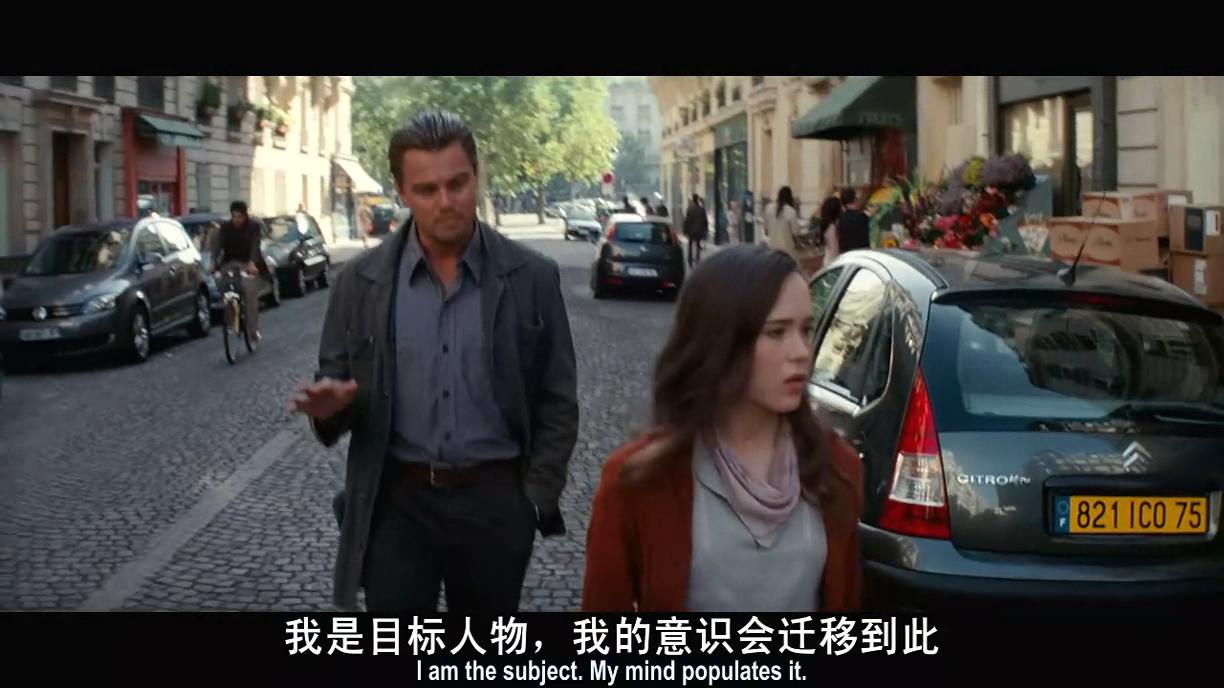 FRUITS
CITROËN
821 ICO 75
F
我是目标人物，我的意识会迁移到此
I am the subject. My mind populates it.